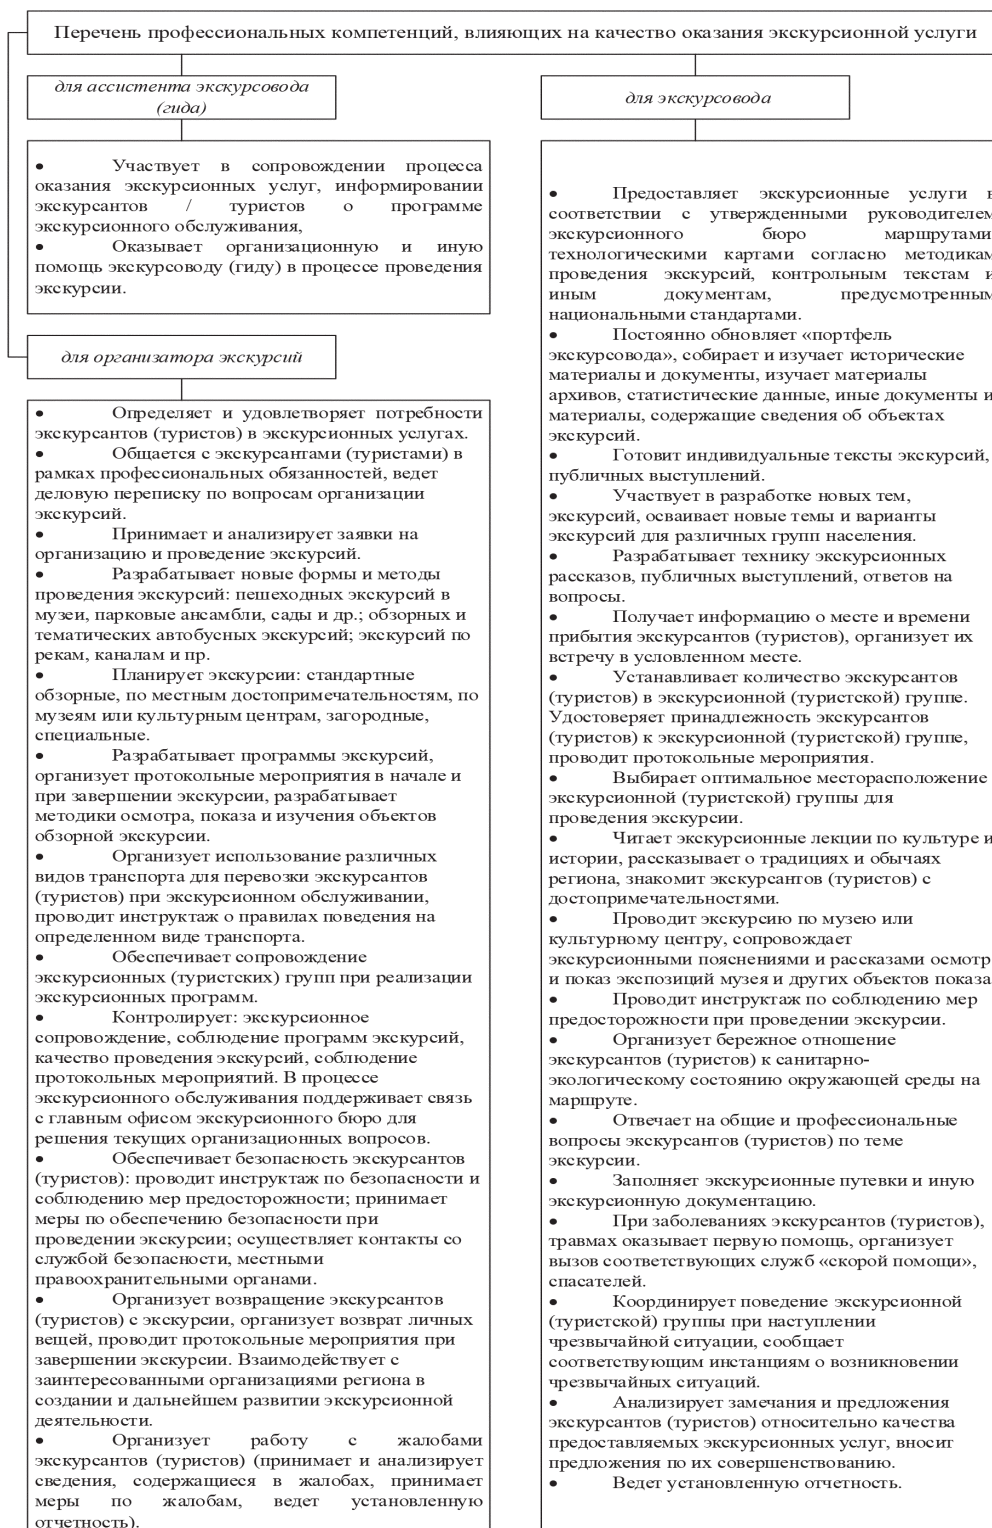 Перечень профессиональных компетенций, влияющих на качество оказания экскурсионной услуги
для ассистента экскурсовода
(гида)
• Участвует в сопровождении процесса
оказания экскурсионных услуг, информировании
экскурсантов / туристов о программе
экскурсионного обслуживания,
• Оказывает организационную и иную
помощь экскурсоводу (гиду) в процессе проведения
экскурсии.
для организатора экскурсий
• Определяет и удовлетворяет потребности
экскурсантов (туристов) в экскурсионных услугах.
• Общается с экскурсантами (туристами) в
рамках профессиональных обязанностей, ведет
деловую переписку по вопросам организации
экскурсий.
• Принимает и анализирует заявки на
организацию и проведение экскурсий.
• Разрабатывает новые формы и методы
проведения экскурсий: пешеходных экскурсий в
музеи, парковые ансамбли, сады и др.; обзорных и
тематических автобусных экскурсий; экскурсий по
рекам, каналам и пр.
• Планирует экскурсии: стандартные
обзорные, по местным достопримечательностям, по
музеям или культурным центрам, загородные,
специальные.
• Разрабатывает программы экскурсий,
организует протокольные мероприятия в начале и
при завершении экскурсии, разрабатывает
методики осмотра, показа и изучения объектов
обзорной экскурсии.
• Организует использование различных
видов транспорта для перевозки экскурсантов
(туристов) при экскурсионном обслуживании,
проводит инструктаж о правилах поведения на
определенном виде транспорта.
• Обеспечивает сопровождение
экскурсионных (туристских) групп при реализации
экскурсионных программ.
• Контролирует: экскурсионное
сопровождение, соблюдение программ экскурсий,
качество проведения экскурсий, соблюдение
протокольных мероприятий. В процессе
экскурсионного обслуживания поддерживает связь
с главным офисом экскурсионного бюро для
решения текущих организационных вопросов.
• Обеспечивает безопасность экскурсантов
(туристов): проводит инструктаж по безопасности и
соблюдению мер предосторожности; принимает
меры по обеспечению безопасности при
проведении экскурсии; осуществляет контакты со
службой безопасности, местными
правоохранительными органами.
• Организует возвращение экскурсантов
(туристов) с экскурсии, организует возврат личных
вещей, проводит протокольные мероприятия при
завершении экскурсии. Взаимодействует с
заинтересованными организациями региона в
создании и дальнейшем развитии экскурсионной
деятельности.
• Организует работу с жалобами
экскурсантов (туристов) (принимает и анализирует
сведения, содержащиеся в жалобах, принимает
меры по жалобам, ведет установленную
отчетность).
для экскурсовода
• Предоставляет экскурсионные услуги в
соответствии с утвержденными руководителем
экскурсионного бюро маршрутами
технологическими картами согласно методикам
проведения экскурсий, контрольным текстам и
иным документам, предусмотренным
национальными стандартами.
• Постоянно обновляет «портфель
экскурсовода», собирает и изучает исторические
материалы и документы, изучает материалы
архивов, статистические данные, иные документы и
материалы, содержащие сведения об объектах
экскурсий.
• Готовит индивидуальные тексты экскурсий,
публичных выступлений.
• Участвует в разработке новых тем,
экскурсий, осваивает новые темы и варианты
экскурсий для различных групп населения.
• Разрабатывает технику экскурсионных
рассказов, публичных выступлений, ответов на
вопросы.
• Получает информацию о месте и времени
прибытия экскурсантов (туристов), организует их
встречу в условленном месте.
• Устанавливает количество экскурсантов
(туристов) в экскурсионной (туристской) группе.
Удостоверяет принадлежность экскурсантов
(туристов) к экскурсионной (туристской) группе,
проводит протокольные мероприятия.
• Выбирает оптимальное месторасположение
экскурсионной (туристской) группы для
проведения экскурсии.
• Читает экскурсионные лекции по культуре и
истории, рассказывает о традициях и обычаях
региона, знакомит экскурсантов (туристов) с
достопримечательностями.
• Проводит экскурсию по музею или
культурному центру, сопровождает
экскурсионными пояснениями и рассказами осмотр
и показ экспозиций музея и других объектов показа
• Проводит инструктаж по соблюдению мер
предосторожности при проведении экскурсии.
• Организует бережное отношение
экскурсантов (туристов) к санитарно-
экологическому состоянию окружающей среды на
маршруте.
• Отвечает на общие и профессиональные
вопросы экскурсантов (туристов) по теме
экскурсии.
• Заполняет экскурсионные путевки и иную
экскурсионную документацию.
• При заболеваниях экскурсантов (туристов),
травмах оказывает первую помощь, организует
вызов соответствующих служб «скорой помощи»,
спасателей.
• Координирует поведение экскурсионной
(туристской) группы при наступлении
чрезвычайной ситуации, сообщает
соответствующим инстанциям о возникновении
чрезвычайных ситуаций.
• Анализирует замечания и предложения
экскурсантов (туристов) относительно качества
предоставляемых экскурсионных услуг, вносит
предложения по их совершенствованию.
• Ведет установленную отчетность.